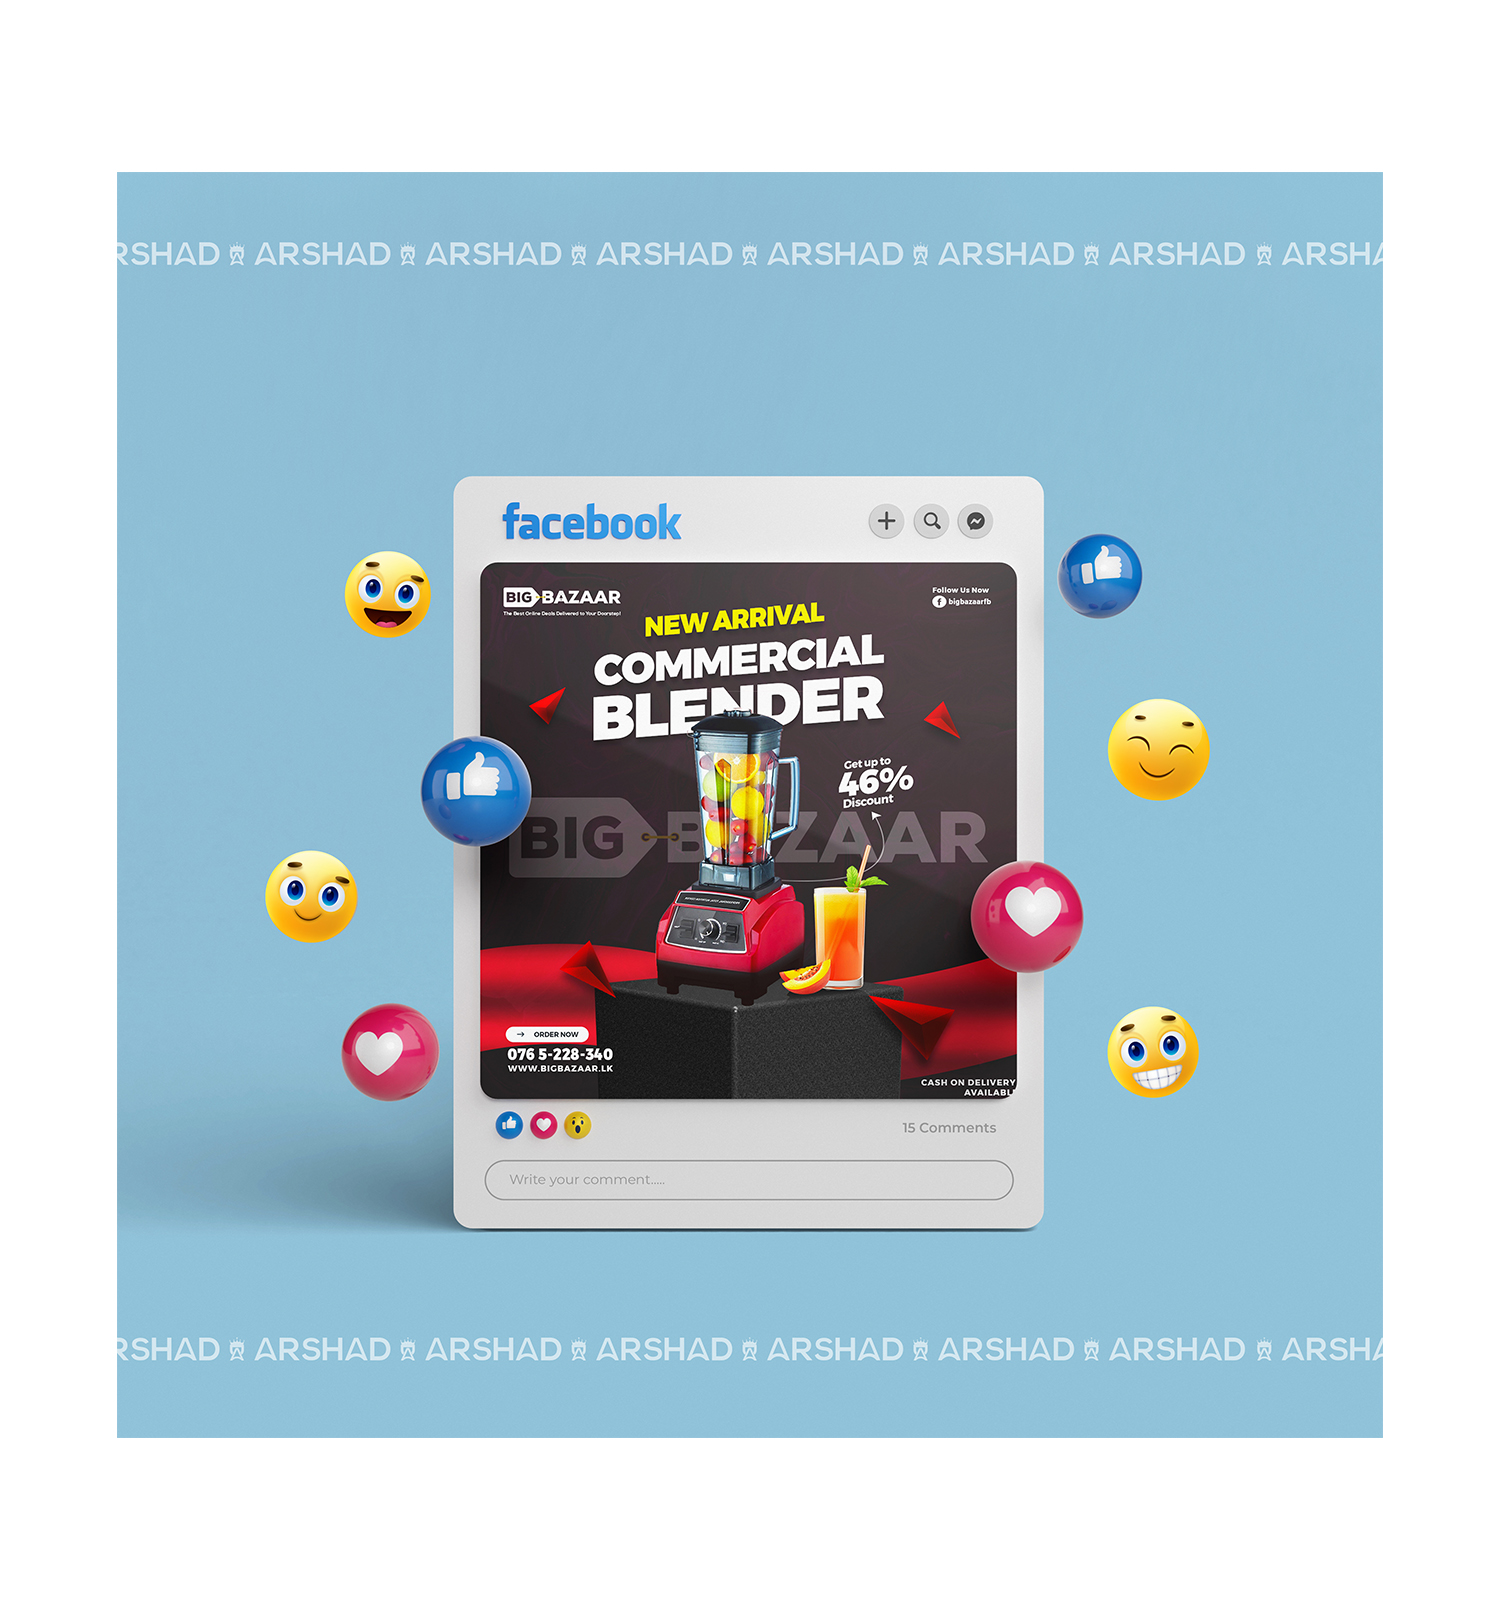 RSHAD ARSHAD ARSHAD ARSHAD ARSHAD ARSHAD ARSHAD ARSHA
facebook
BIG BAZAAR
The Best Online Deals Delivered to Your Doorstep!
Follow Us Now
f bigbazaarfb
NEW ARRIVAL
COMMERCIAL
BLENDER
Get up to
46%
Discount
BIG BAZAAR
→ ORDER NOW
076 5-228-340
WWW.BIGBAZAAR.LK
CASH ON DELIVERY
AVAILABL
15 Comments
Write your comment.....
RSHAD ARSHAD ARSHAD ARSHAD ARSHAD ARSHAD ARSHAD ARSHA